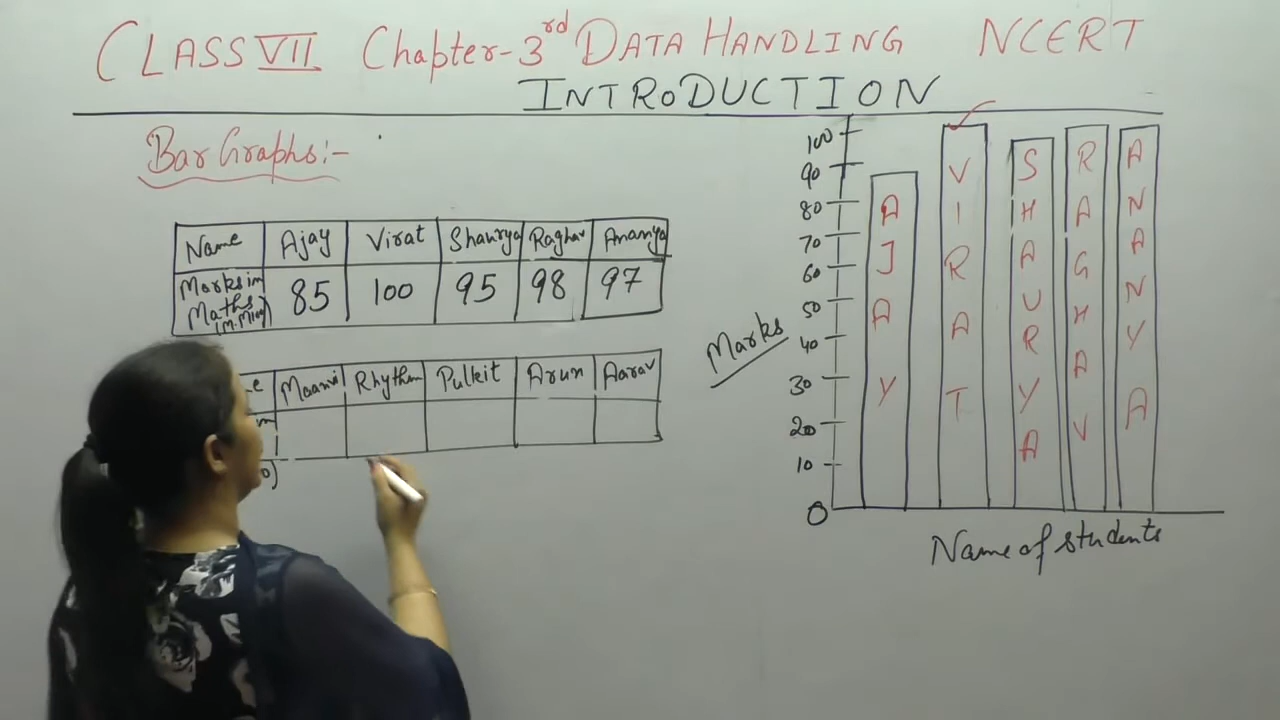 CLASS VII Chapter-3rd DATA HANDLING NCERT
INTRODUCTION
Bar Graphs:-
Name Ajay Virat Shaurya Raghav Ananya
Marks in Maths 85 100 95 98 97
Maanvi Rhythm Pulkit Arun Aarav
Marks
100
90
80
70
60
50
40
30
20
10
0
AJAY
VIRAT
SHAURYA
RAGHAV
ANANYA
Name of students